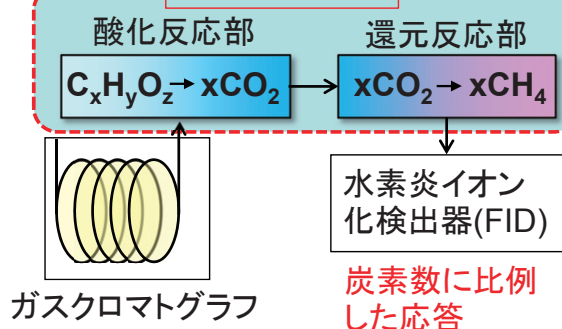 酸化反応部
還元反応部
CxHyOz→xCO2
xCO2→xCH4
水素炎イオン
化検出器(FID)
ガスクロマトグラフ
炭素数に比例
した応答